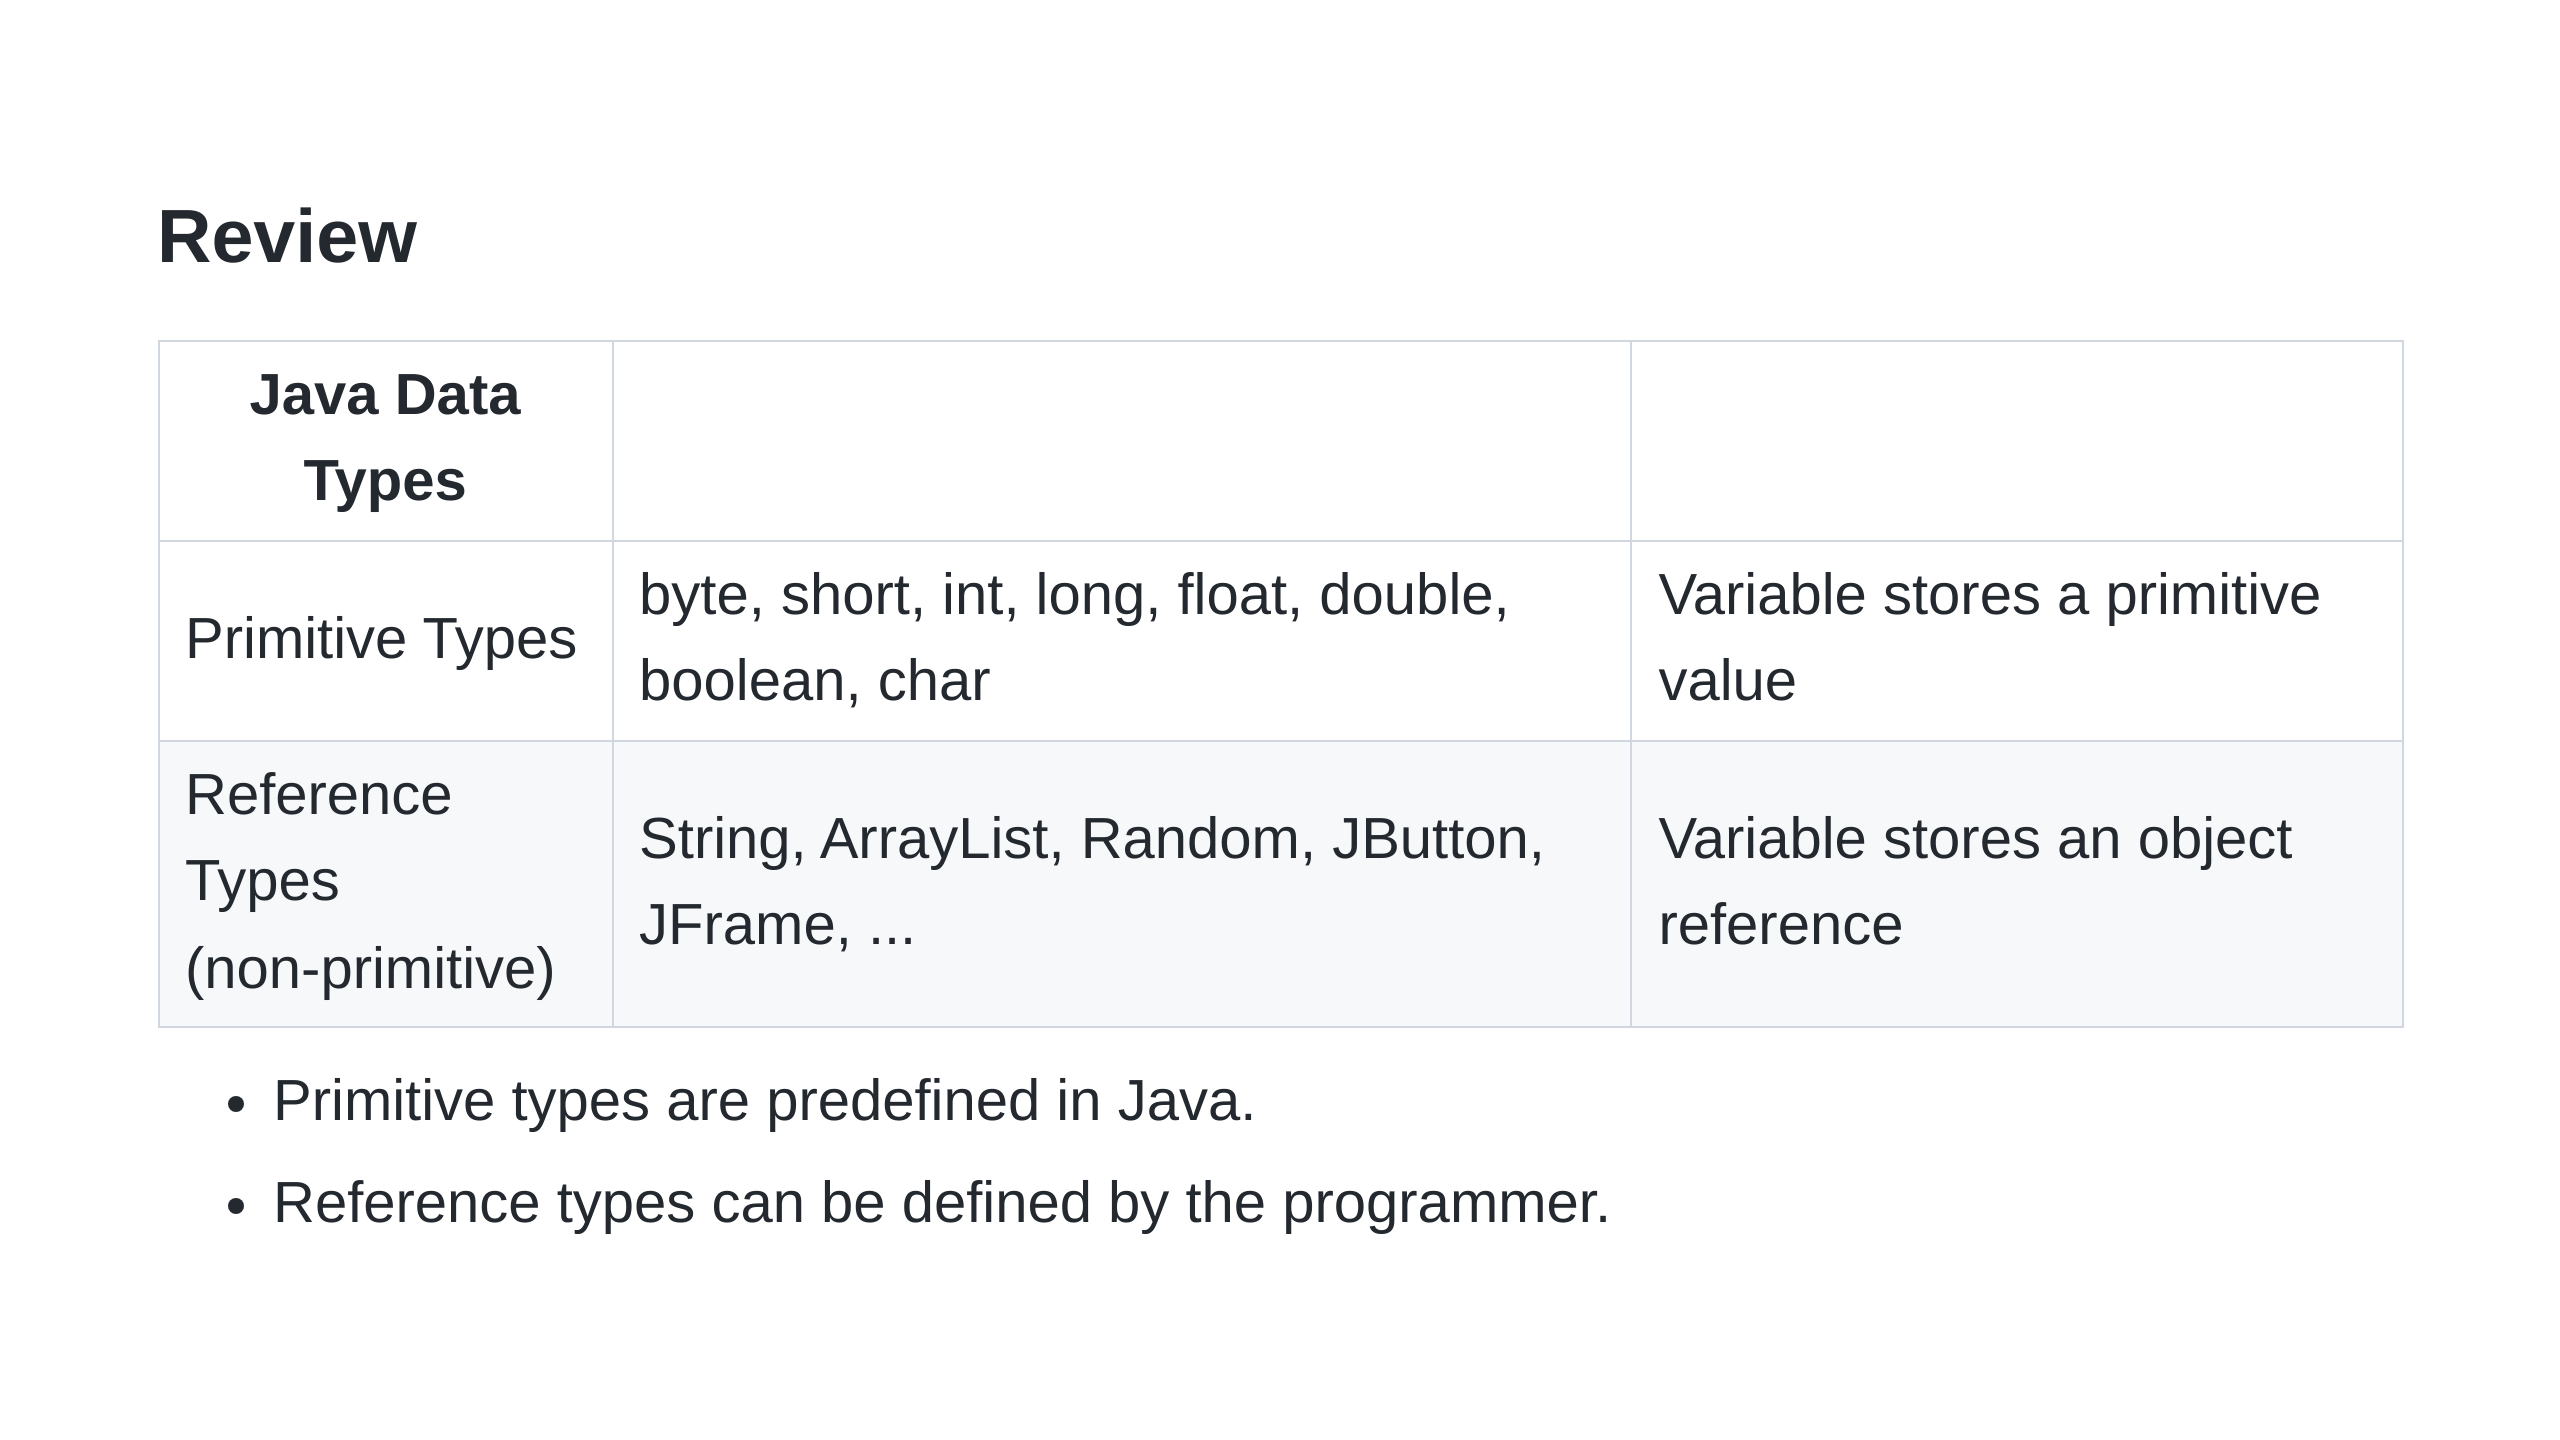 Review
Java Data
Types
Primitive Types
byte, short, int, long, float, double,
boolean, char
Variable stores a primitive
value
Reference
Types
(non-primitive)
String, ArrayList, Random, JButton,
JFrame, ...
Variable stores an object
reference
• Primitive types are predefined in Java.
• Reference types can be defined by the programmer.